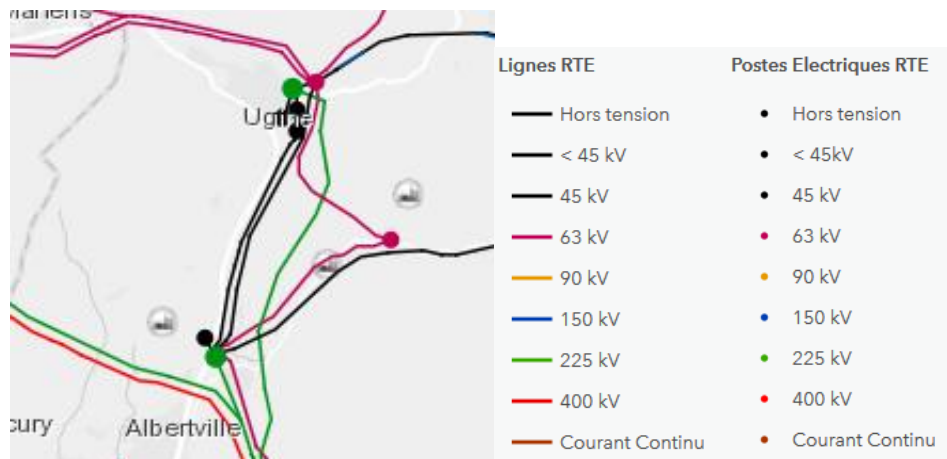 Lignes RTE
Postes Electriques RTE
Hors tension
Hors tension
< 45 kV
< 45kV
45 kV
45 kV
63 kV
63 kV
90 kV
90 kV
150 kV
150 kV
225 kV
225 kV
400 kV
400 kV
Courant Continu
Courant Continu
Albertville